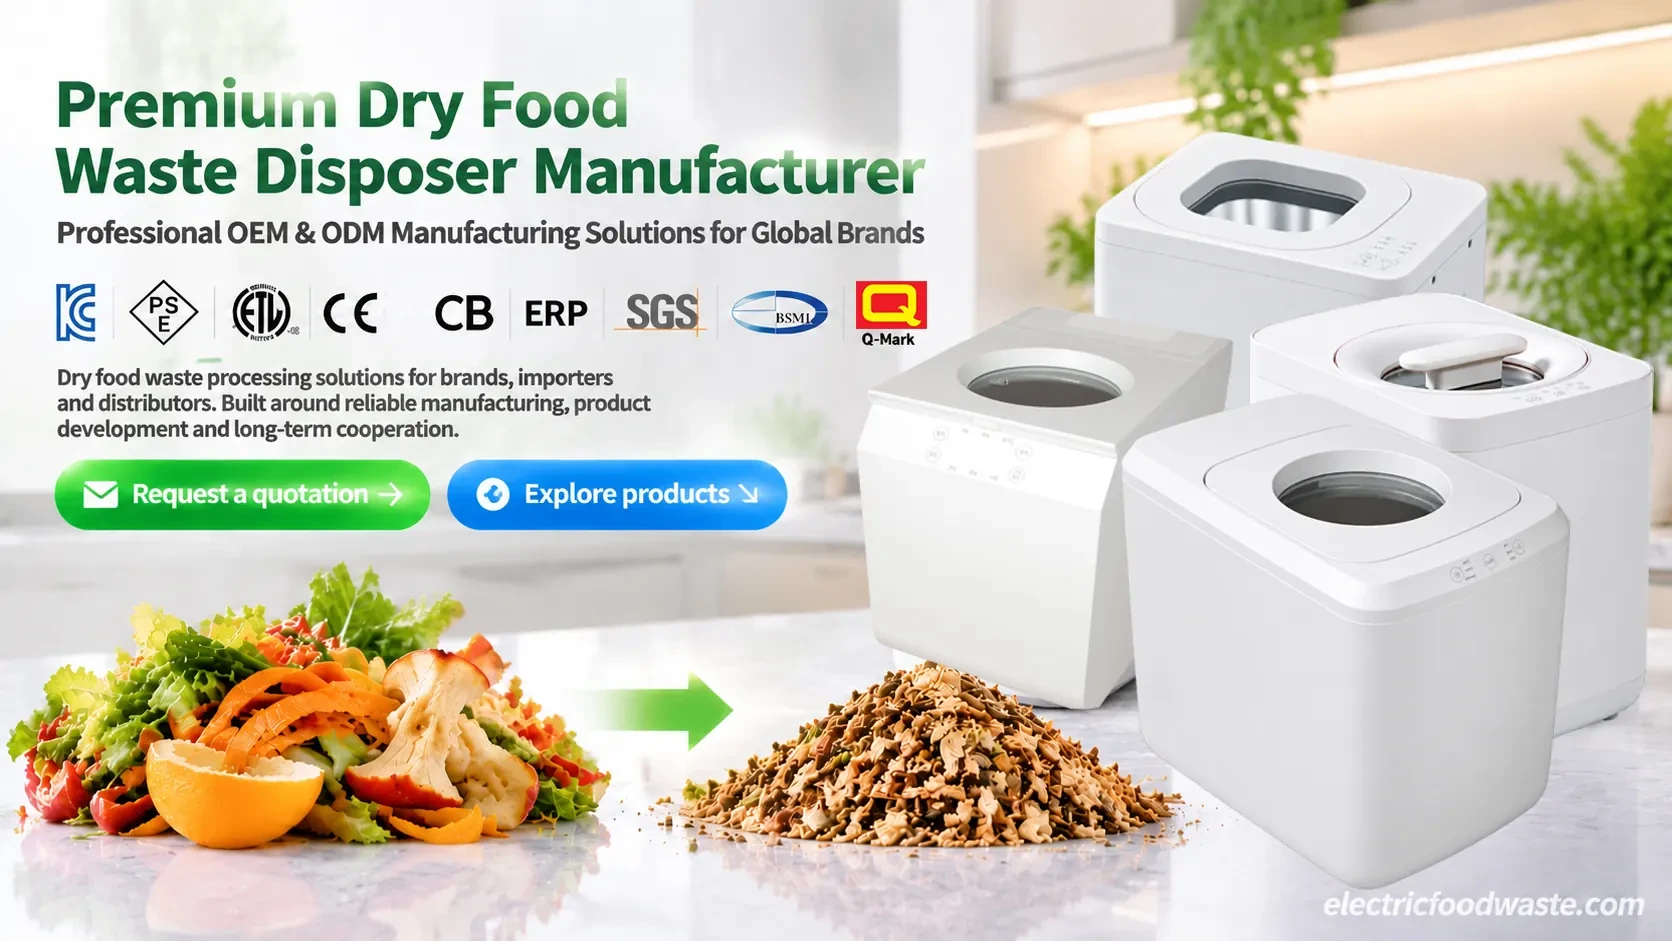 Premium Dry Food
Waste Disposer Manufacturer
Professional OEM & ODM Manufacturing Solutions for Global Brands
KC
PS
E
ETL
CE
CB
ERP
SGS
BSMI
Q
Q-Mark
Dry food waste processing solutions for brands, importers
and distributors. Built around reliable manufacturing, product
development and long-term cooperation.
Request a quotation →
Explore products ↘
electricfoodwaste.com